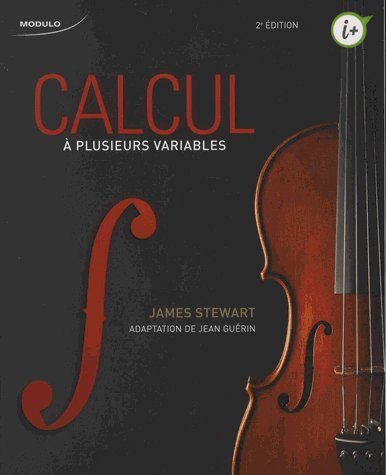 MODULO
2e ÉDITION
i+
CALCUL
À PLUSIEURS VARIABLES
JAMES STEWART
ADAPTATION DE JEAN GUÉRIN